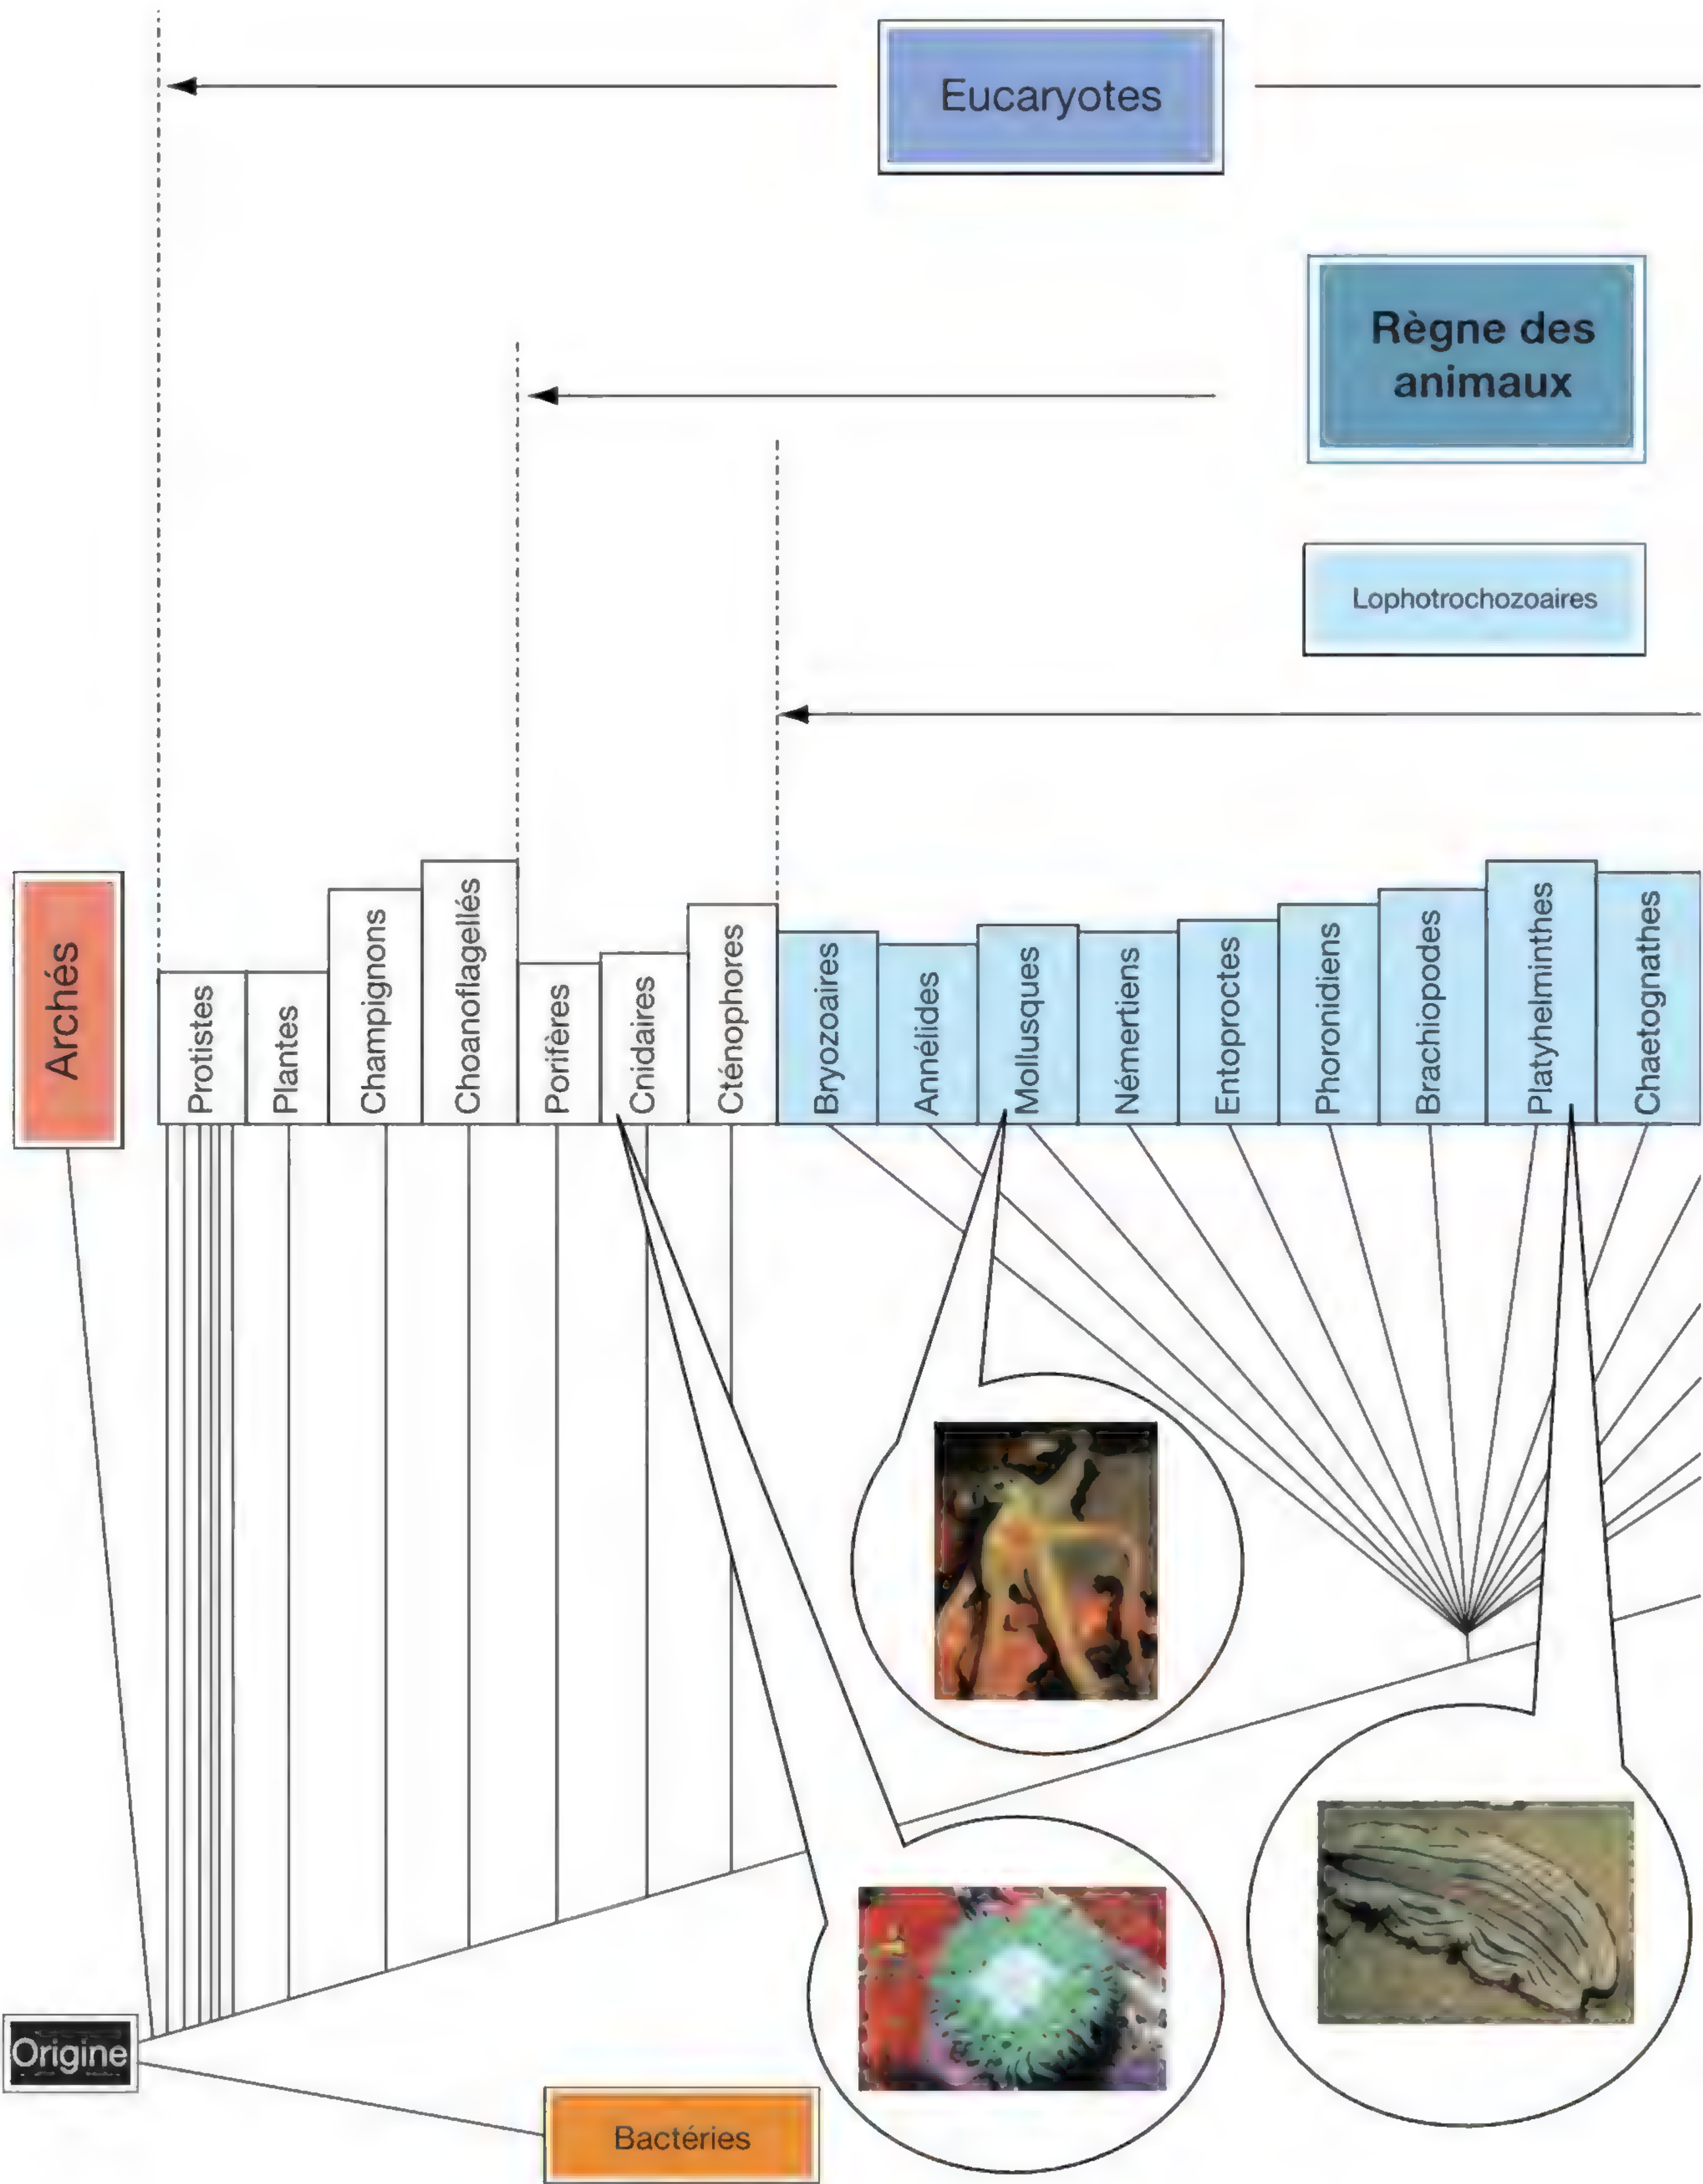 Eucaryotes
Règne des
animaux
Lophotrochozoaires
Archés
Protistes
Plantes
Champignons
Choanoflagellés
Porifères
Cnidaires
Cténophores
Bryozoaires
Annélides
Mollusques
Némertiens
Entoproctes
Phoronidiens
Brachiopodes
Platyhelminthes
Chaetognathes
Origine
Bactéries